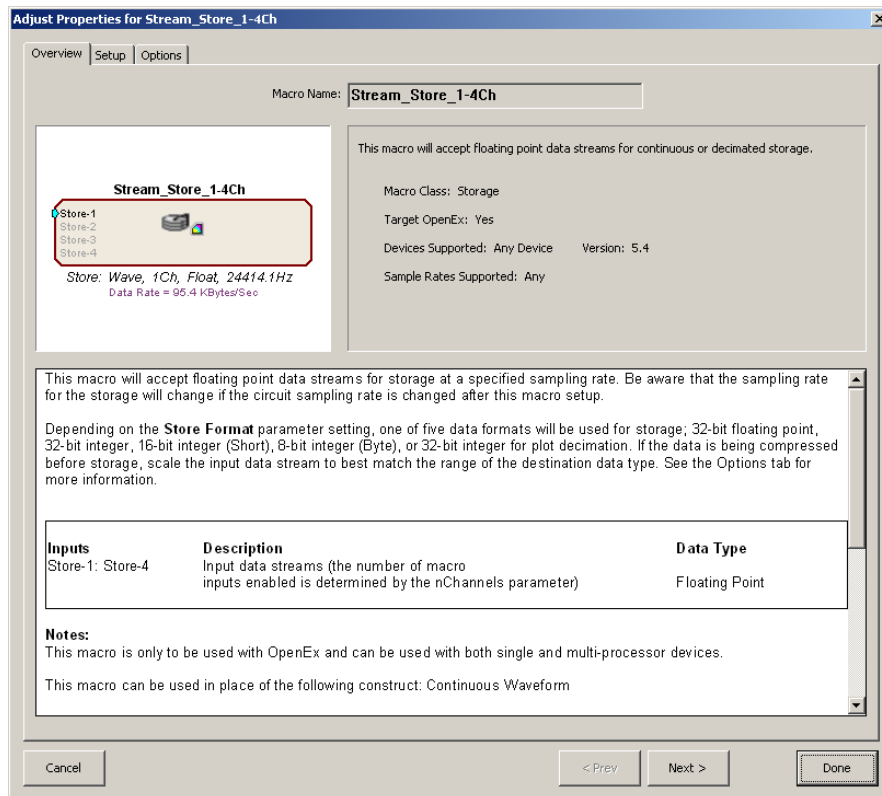 Adjust Properties for Stream_Store_1-4Ch
Overview Setup Options
Macro Name: Stream_Store_1-4Ch
Stream_Store_1-4Ch
Store-1
Store-2
Store-3
Store-4
Store: Wave, 1Ch, Float, 24414.1Hz
Data Rate = 95.4 KBytes/Sec
This macro will accept floating point data streams for continuous or decimated storage.
Macro Class: Storage
Target OpenEx: Yes
Devices Supported: Any Device Version: 5.4
Sample Rates Supported: Any
This macro will accept floating point data streams for storage at a specified sampling rate. Be aware that the sampling rate
for the storage will change if the circuit sampling rate is changed after this macro setup.
Depending on the Store Format parameter setting, one of five data formats will be used for storage; 32-bit floating point,
32-bit integer, 16-bit integer (Short), 8-bit integer (Byte), or 32-bit integer for plot decimation. If the data is being compressed
before storage, scale the input data stream to best match the range of the destination data type. See the Options tab for
more information.
Inputs Description Data Type
Store-1: Store-4 Input data streams (the number of macro
inputs enabled is determined by the nChannels parameter) Floating Point
Notes:
This macro is only to be used with OpenEx and can be used with both single and multi-processor devices.
This macro can be used in place of the following construct: Continuous Waveform
Cancel < Prev Next > Done